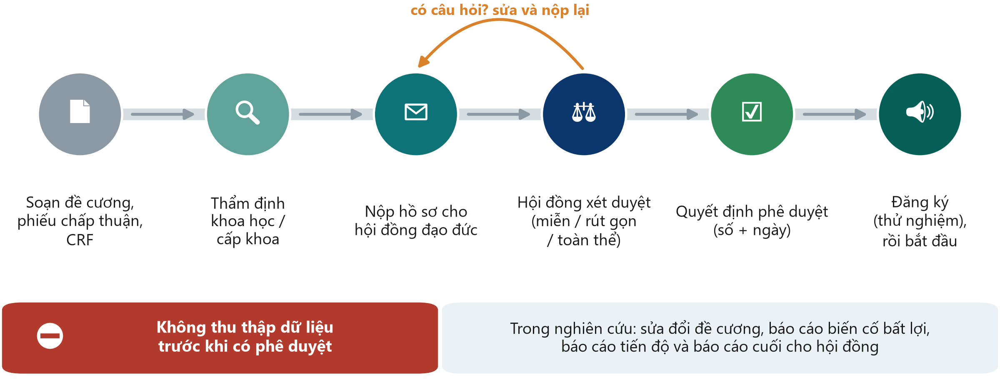 có câu hỏi? sửa và nộp lại
Soạn đề cương,
phiếu chấp thuận,
CRF
Thẩm định
khoa học /
cấp khoa
Nộp hồ sơ cho
hội đồng đạo đức
Hội đồng xét duyệt
(miễn / rút gọn
/ toàn thể)
Quyết định phê duyệt
(số + ngày)
Đăng ký
(thử nghiệm),
rồi bắt đầu
Không thu thập dữ liệu
trước khi có phê duyệt
Trong nghiên cứu: sửa đổi đề cương, báo cáo biến cố bất lợi,
báo cáo tiến độ và báo cáo cuối cho hội đồng